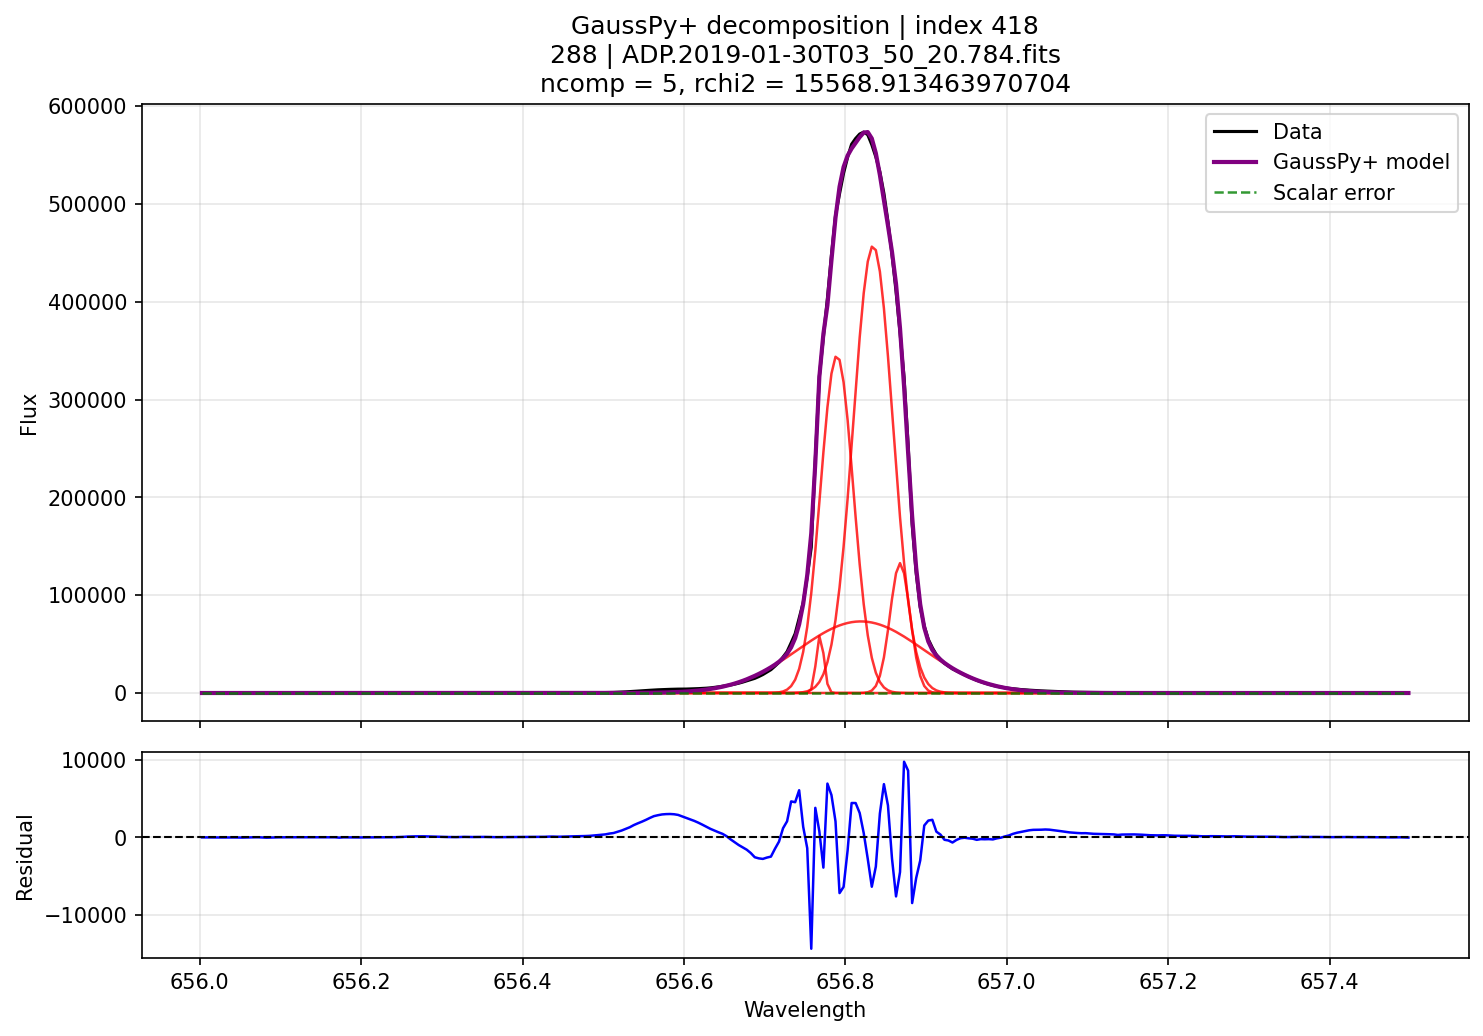 GaussPy+ decomposition | index 418
288 | ADP.2019-01-30T03_50_20.784.fits
ncomp = 5, rchi2 = 15568.913463970704
600000
500000
400000
300000
200000
100000
0
Flux
Data
GaussPy+ model
Scalar error
10000
0
−10000
Residual
656.0
656.2
656.4
656.6
656.8
657.0
657.2
657.4
Wavelength